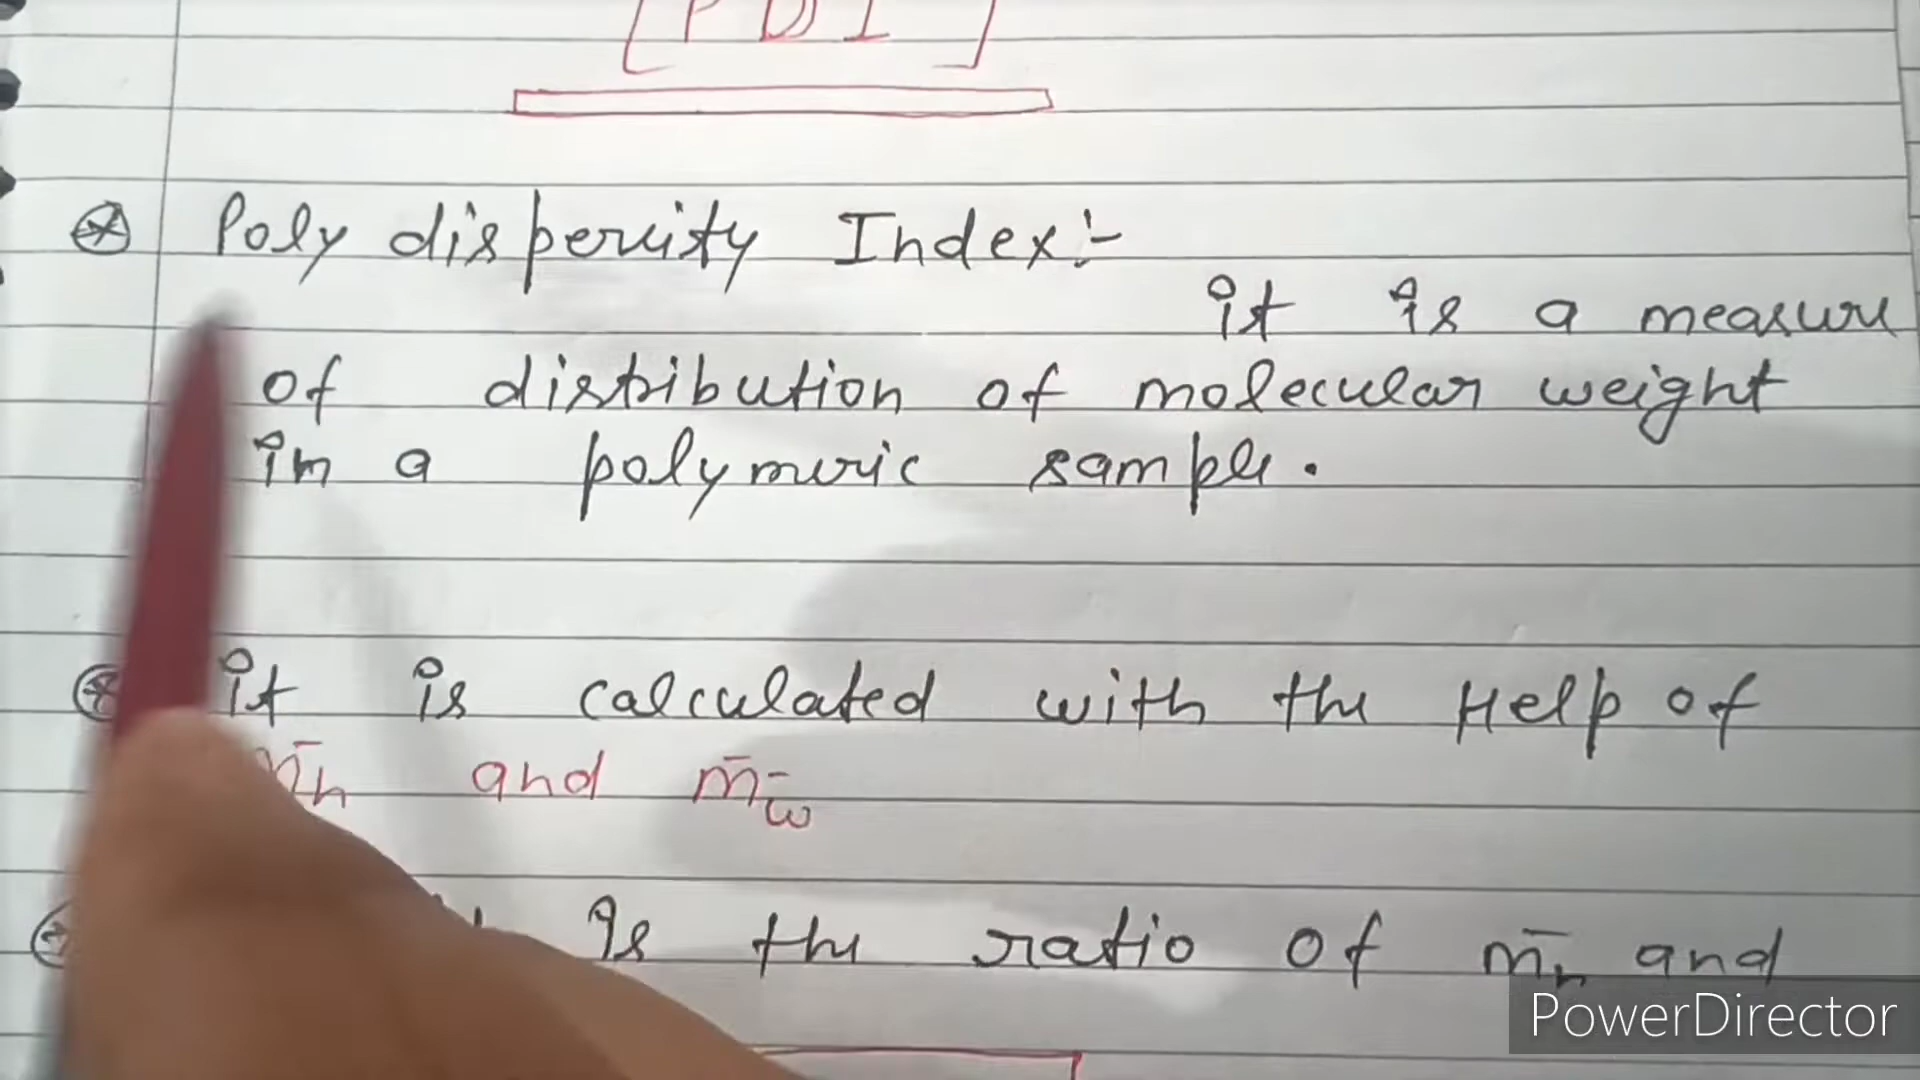 [PDI]
Poly dispersity Index:-
it is a measure
of distribution of molecular weight
in a polymeric sample.
it is calculated with the Help of
m̄n and m̄w̄
is the ratio of m̄n and
PowerDirector